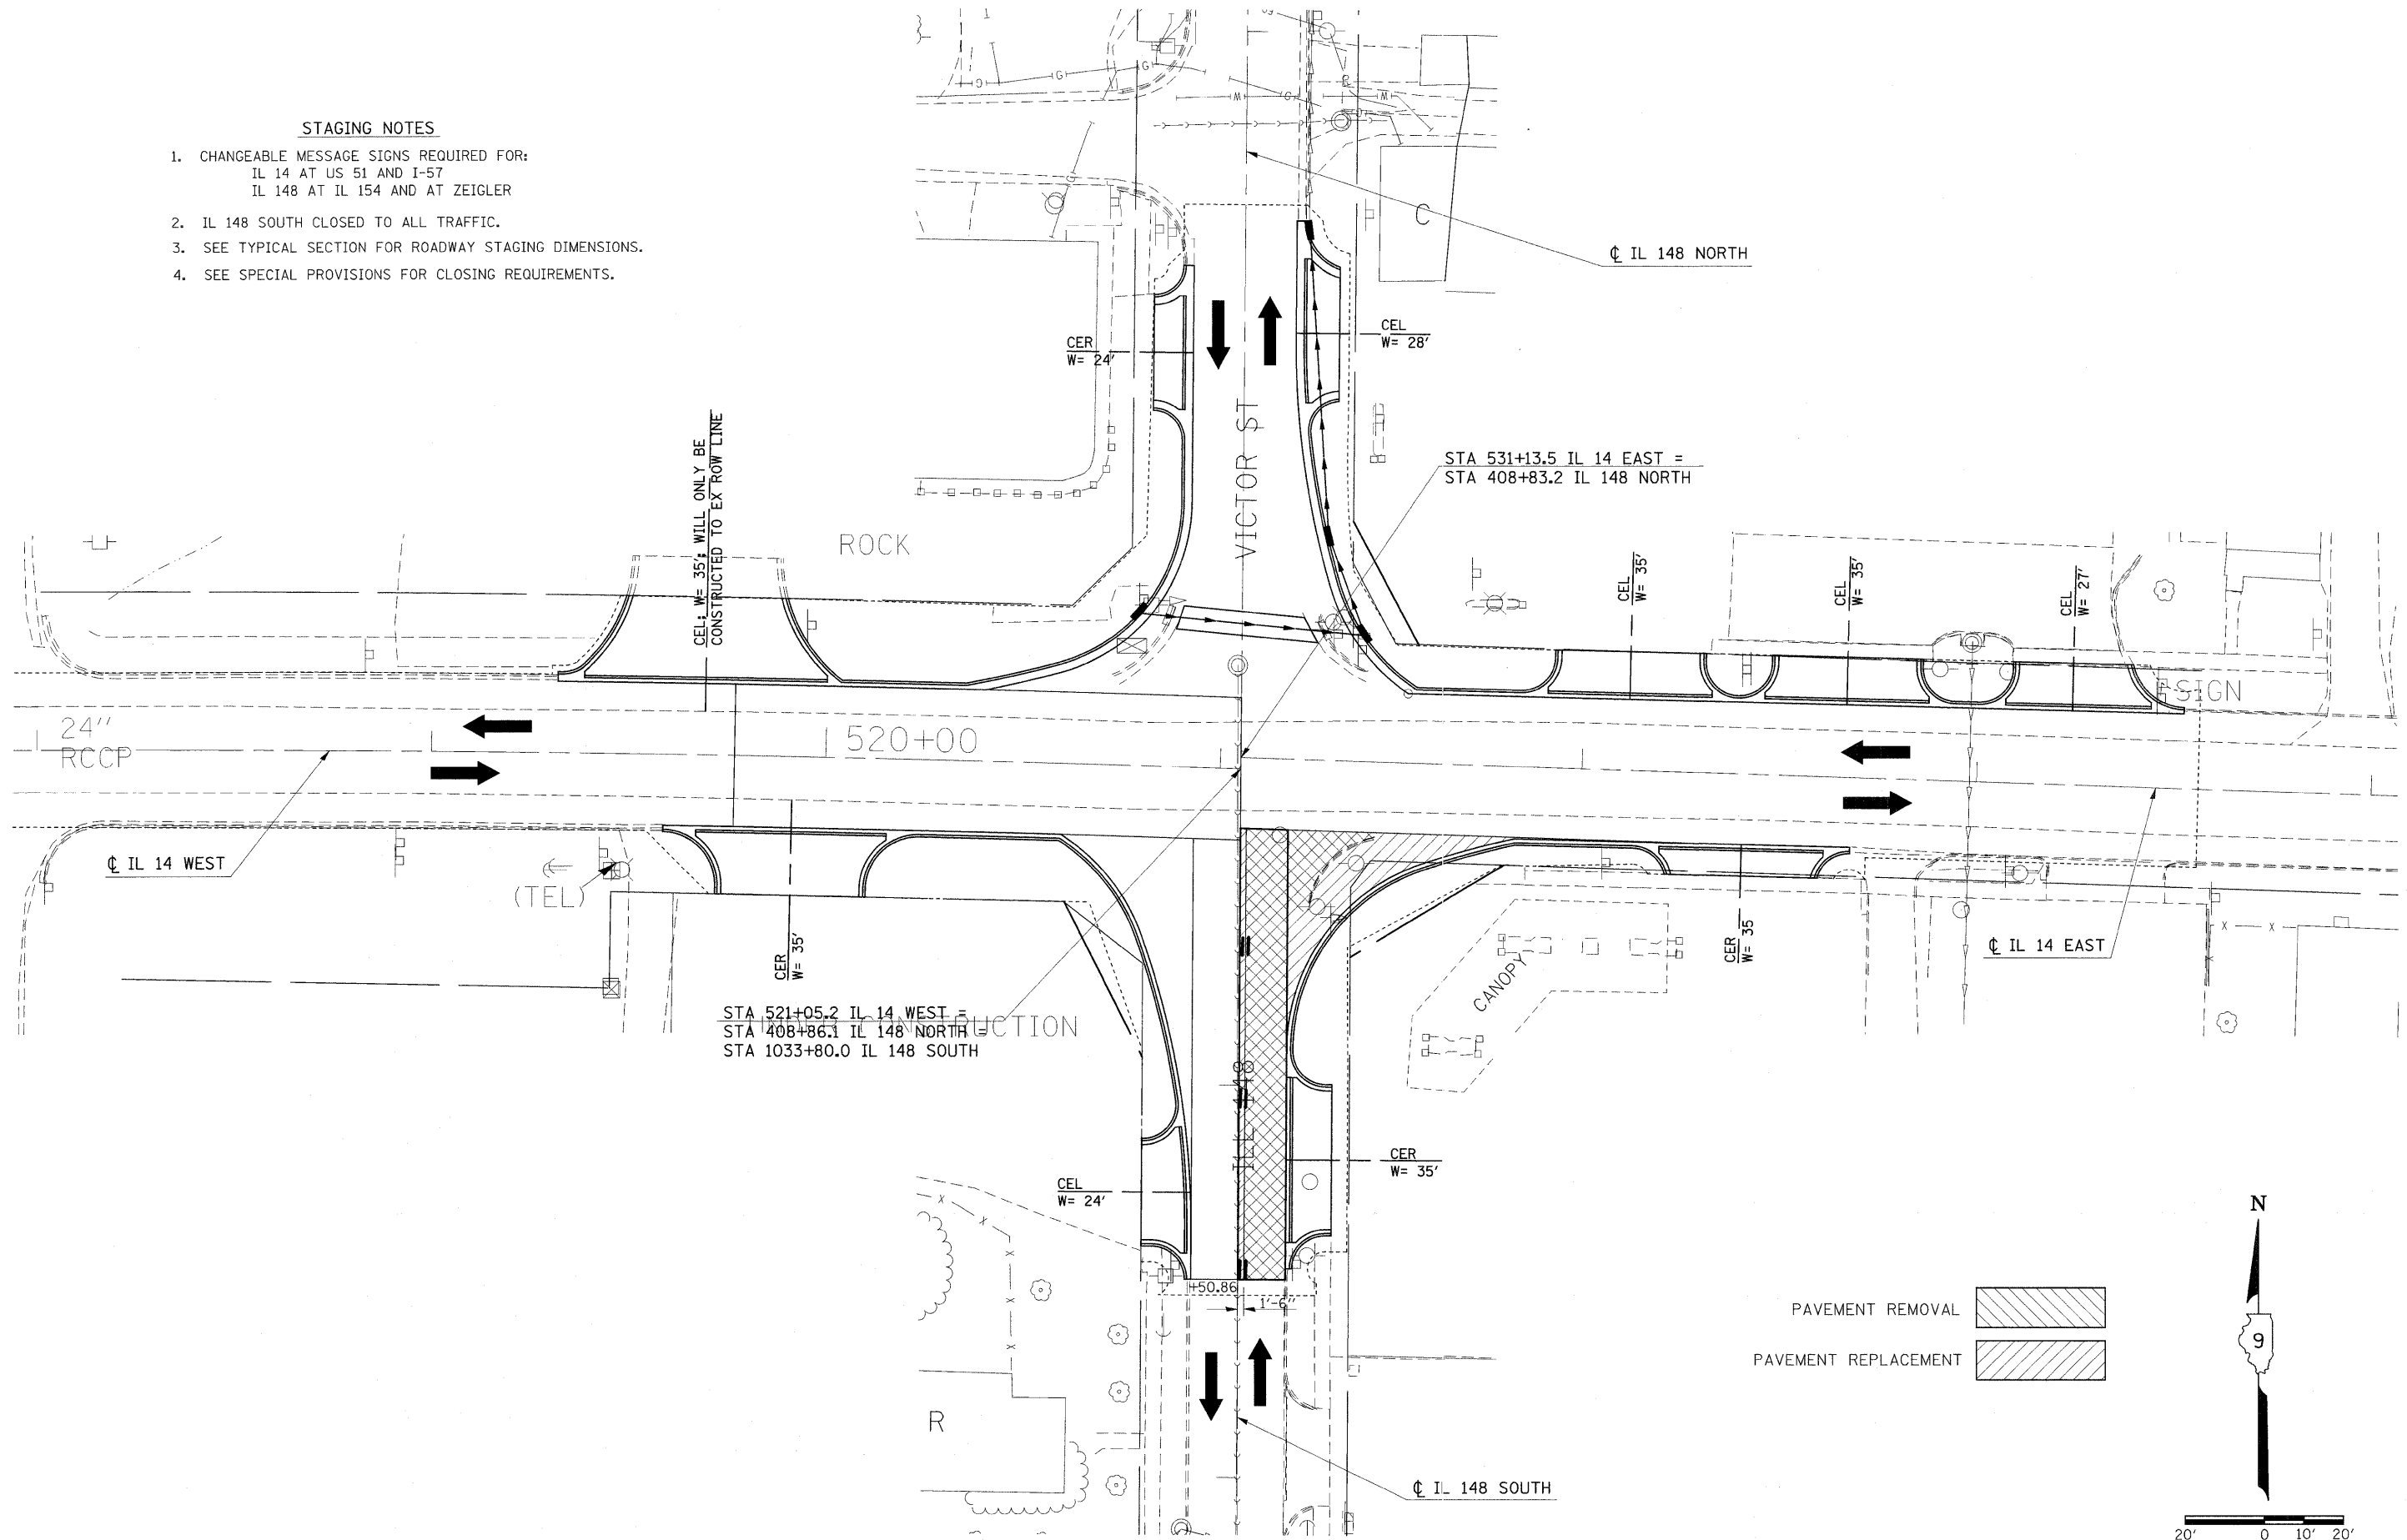 STAGING NOTES
1. CHANGEABLE MESSAGE SIGNS REQUIRED FOR:
IL 14 AT US 51 AND I-57
IL 148 AT IL 154 AND AT ZEIGLER
2. IL 148 SOUTH CLOSED TO ALL TRAFFIC.
3. SEE TYPICAL SECTION FOR ROADWAY STAGING DIMENSIONS.
4. SEE SPECIAL PROVISIONS FOR CLOSING REQUIREMENTS.
G
G
G
W
W
C
℄ IL 148 NORTH
CER
W= 24'
CEL
W= 28'
VICTOR ST
STA 531+13.5 IL 14 EAST =
STA 408+83.2 IL 148 NORTH
CEL: W= 35': WILL ONLY BE
CONSTRUCTED TO EX ROW LINE
ROCK
CEL
W= 35'
CEL
W= 35'
CEL
W= 27'
SIGN
24''
RCCP
520+00
℄ IL 14 WEST
(TEL)
CER
W= 35'
CER
W= 35
CANOPY
℄ IL 14 EAST
X X
STA 521+05.2 IL 14 WEST =
STA 408+86.1 IL 148 NORTH =
STA 1033+80.0 IL 148 SOUTH
UNDER CONSTRUCTION
ILL 148
CEL
W= 24'
CER
W= 35'
X
X
X
X
X
+50.86
1'-6''
R
℄ IL 148 SOUTH
PAVEMENT REMOVAL
PAVEMENT REPLACEMENT
N
9
20' 0 10' 20'